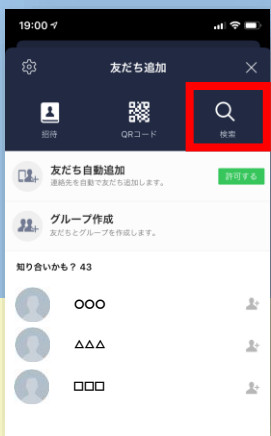 19:00
友だち追加
招待
QRコード
検索
友だち自動追加
連絡先を自動で友だち追加します。
許可する
グループ作成
友だちとグループを作成します。
知り合いかも？ 43
○○○
△△△
□□□